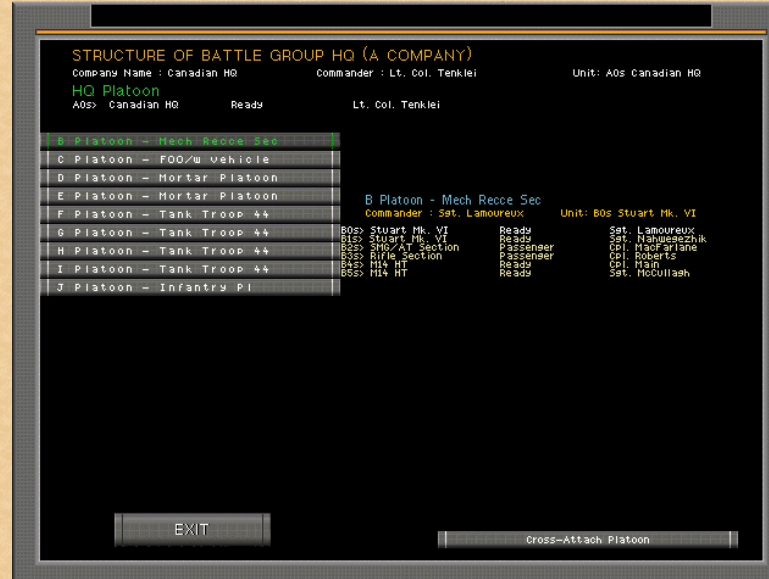 STRUCTURE OF BATTLE GROUP HQ (A COMPANY)
Company Name : Canadian HQ Commander : Lt. Col. Tenklei Unit: A0s Canadian HQ
HQ Platoon
A0s> Canadian HQ Ready Lt. Col. Tenklei
B Platoon - Mech Recce Sec
C Platoon - FOO/w vehicle
D Platoon - Mortar Platoon
E Platoon - Mortar Platoon
F Platoon - Tank Troop 44
G Platoon - Tank Troop 44
H Platoon - Tank Troop 44
I Platoon - Tank Troop 44
J Platoon - Infantry Pl
B Platoon - Mech Recce Sec
Commander : Sgt. Lamoureux Unit: B0s Stuart Mk. VI
B0s> Stuart Mk. VI Ready Sgt. Lamoureux
B1s> Stuart Mk. VI Ready Sgt. Nahwegezhik
B2s> SMG/AT Section Passenger Cpl. MacFarlane
B3s> Rifle Section Passenger Cpl. Roberts
B4s> M14 HT Ready Cpl. Main
B5s> M14 HT Ready Sgt. McCullagh
EXIT
Cross-Attach Platoon